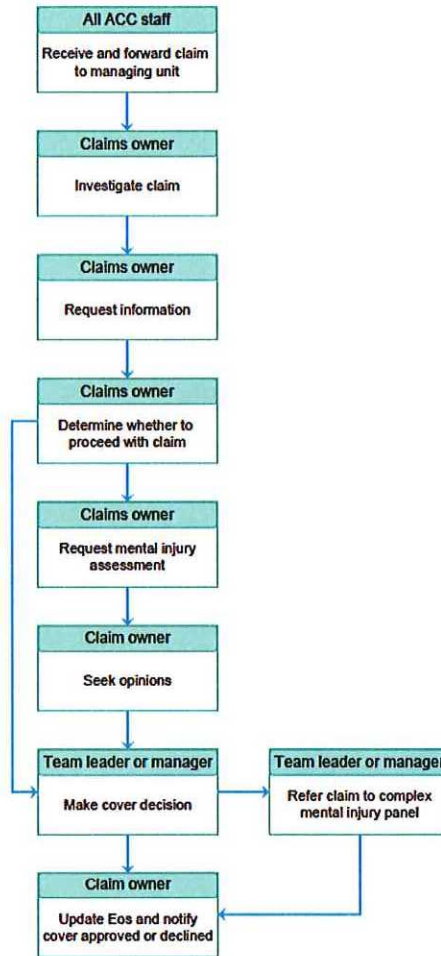 All ACC staff
Receive and forward claim
to managing unit
Claims owner
Investigate claim
Claims owner
Request information
Claims owner
Determine whether to
proceed with claim
Claims owner
Request mental injury
assessment
Claim owner
Seek opinions
Team leader or manager
Make cover decision
Team leader or manager
Refer claim to complex
mental injury panel
Claim owner
Update Eos and notify
cover approved or declined